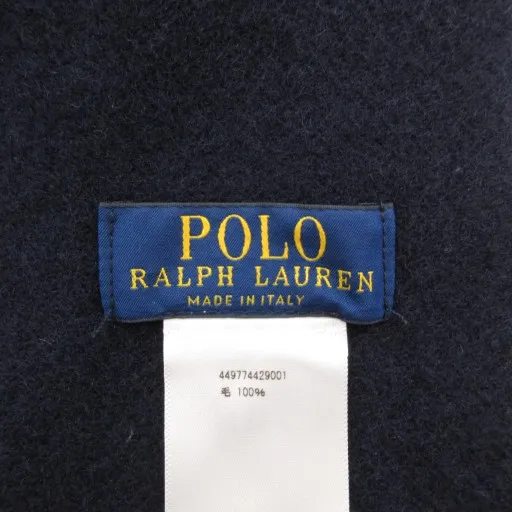 POLO
RALPH LAUREN
MADE IN ITALY
449774429001
毛 100%